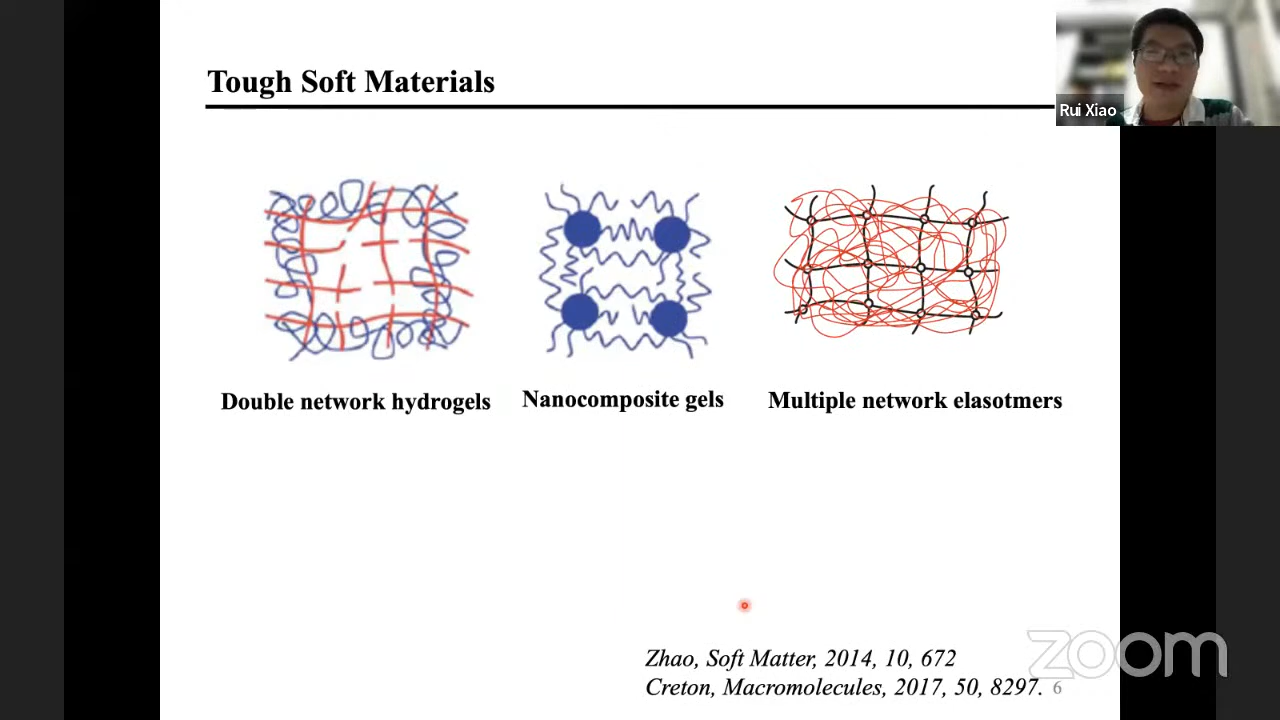 Tough Soft Materials
Rui Xiao
Double network hydrogels
Nanocomposite gels
Multiple network elasotmers
Zhao, Soft Matter, 2014, 10, 672
Creton, Macromolecules, 2017, 50, 8297.
6
zoom